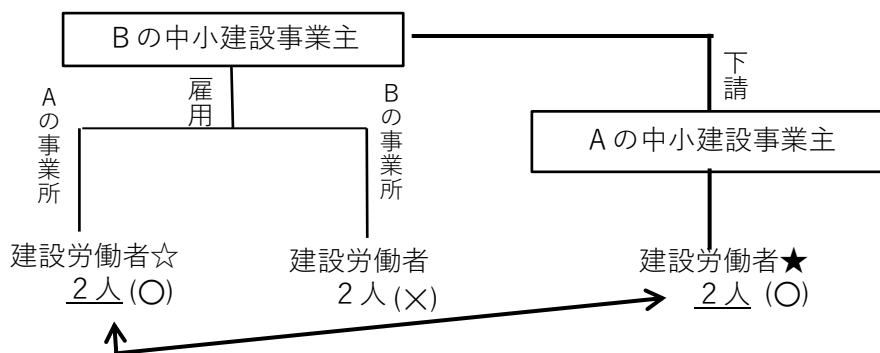 Bの中小建設事業主
雇用
下請
Aの事業所
Bの事業所
Aの中小建設事業主
建設労働者☆
2人(○)
建設労働者
2人(×)
建設労働者★
2人(○)